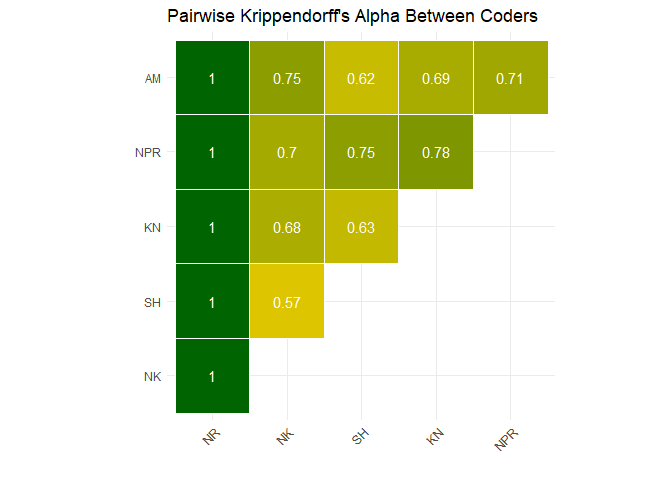 Pairwise Krippendorff's Alpha Between Coders
AM 1 0.75 0.62 0.69 0.71
NPR 1 0.7 0.75 0.78
KN 1 0.68 0.63
SH 1 0.57
NK 1
NR NK SH KN NPR